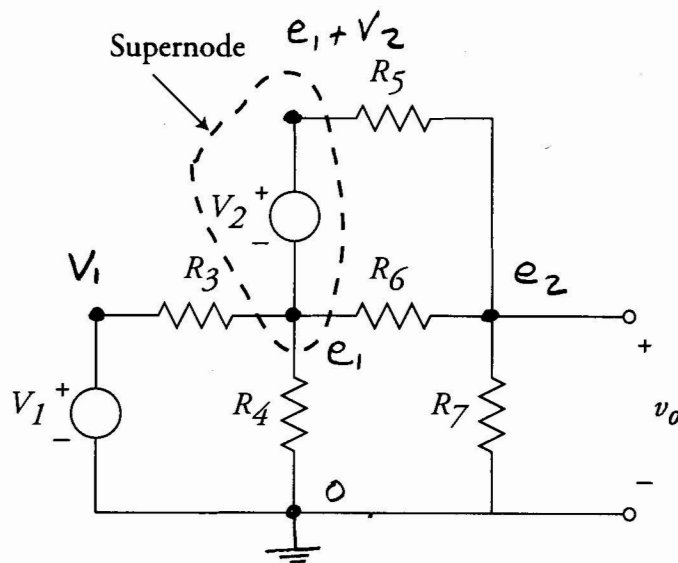 e₁ + V₂
Supernode
R₅
+
V2
−
V₁
R₃
R₆
e₂
e₁
+
V1
−
R₄
R₇
+
v₀
−
0